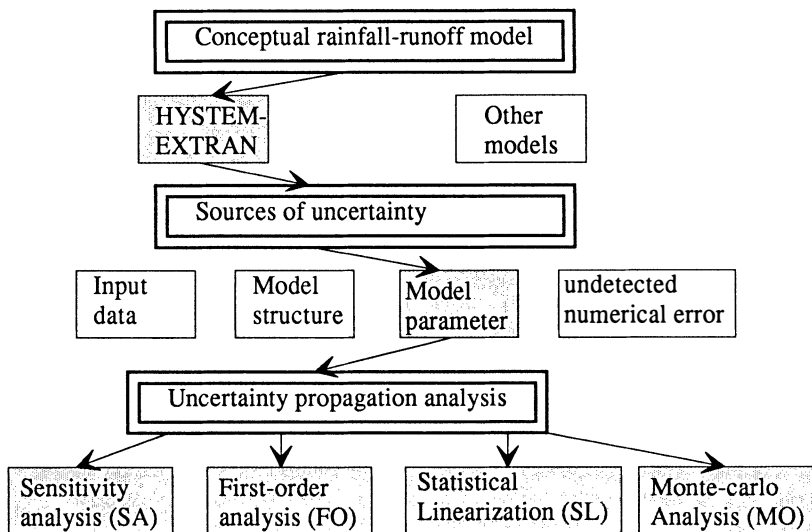 Conceptual rainfall-runoff model
HYSTEM-
EXTRAN
Other
models
Sources of uncertainty
Input
data
Model
structure
Model
parameter
undetected
numerical error
Uncertainty propagation analysis
Sensitivity
analysis (SA)
First-order
analysis (FO)
Statistical
Linearization (SL)
Monte-carlo
Analysis (MO)